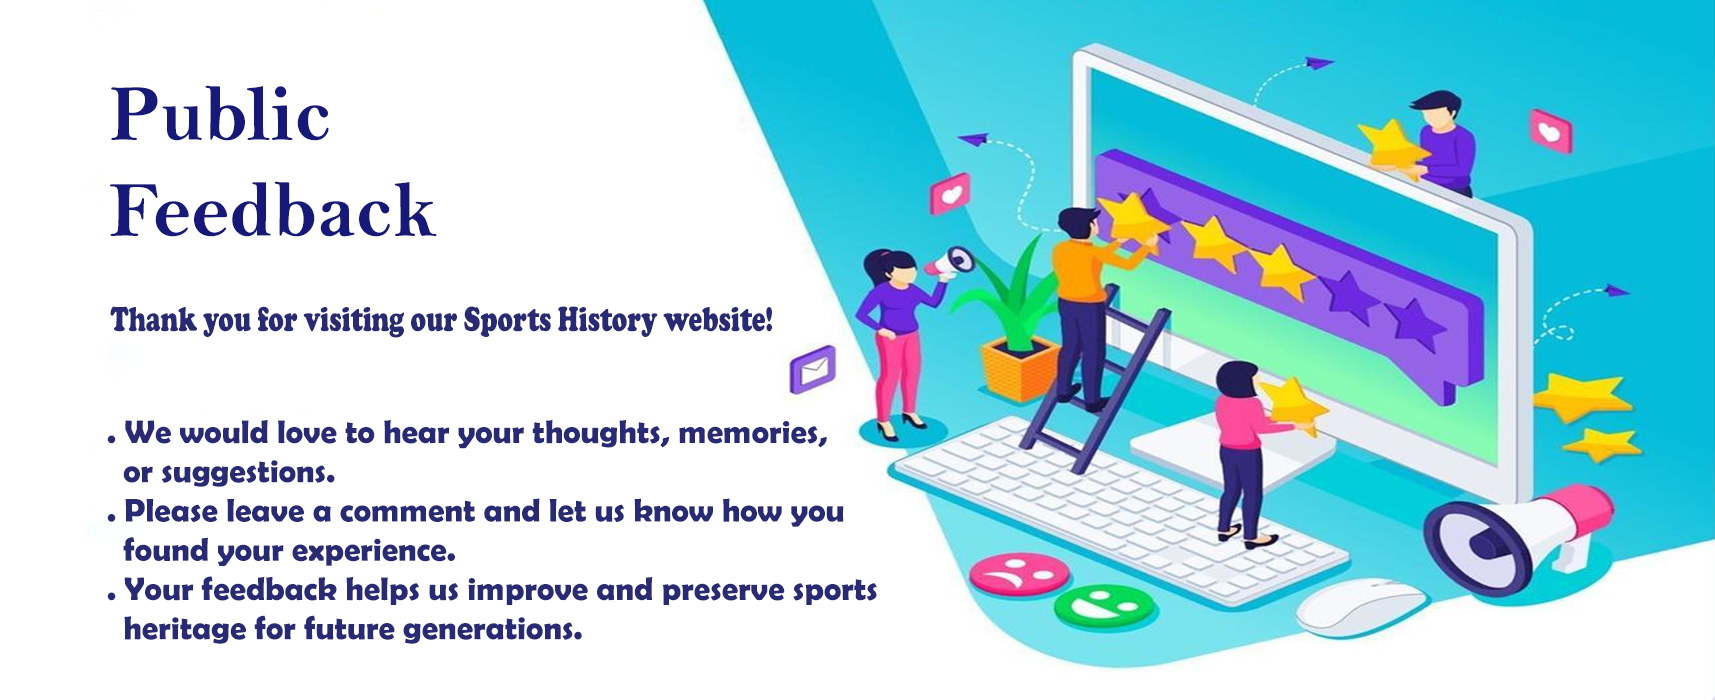 Public
Feedback
Thank you for visiting our Sports History website!
. We would love to hear your thoughts, memories,
or suggestions.
. Please leave a comment and let us know how you
found your experience.
. Your feedback helps us improve and preserve sports
heritage for future generations.